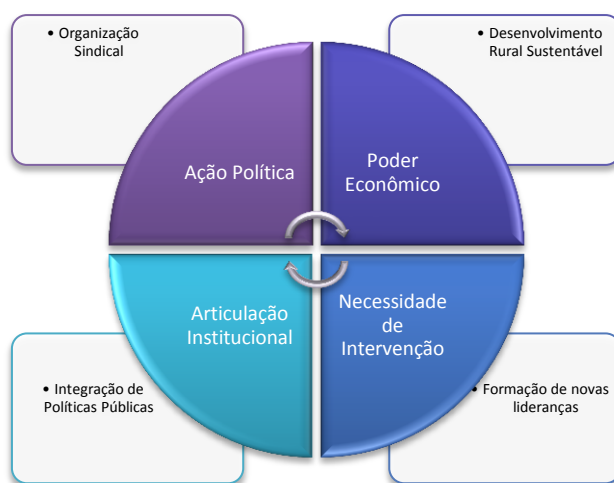 • Organização
Sindical
• Desenvolvimento
Rural Sustentável
Ação Política
Poder
Econômico
Articulação
Institucional
Necessidade
de
Intervenção
• Integração de
Políticas Públicas
• Formação de novas
lideranças